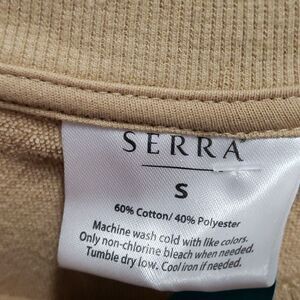 SERRA
S
60% Cotton/ 40% Polyester
Machine wash cold with like colors.
Only non-chlorine bleach when needed.
Tumble dry low. Cool iron if needed.